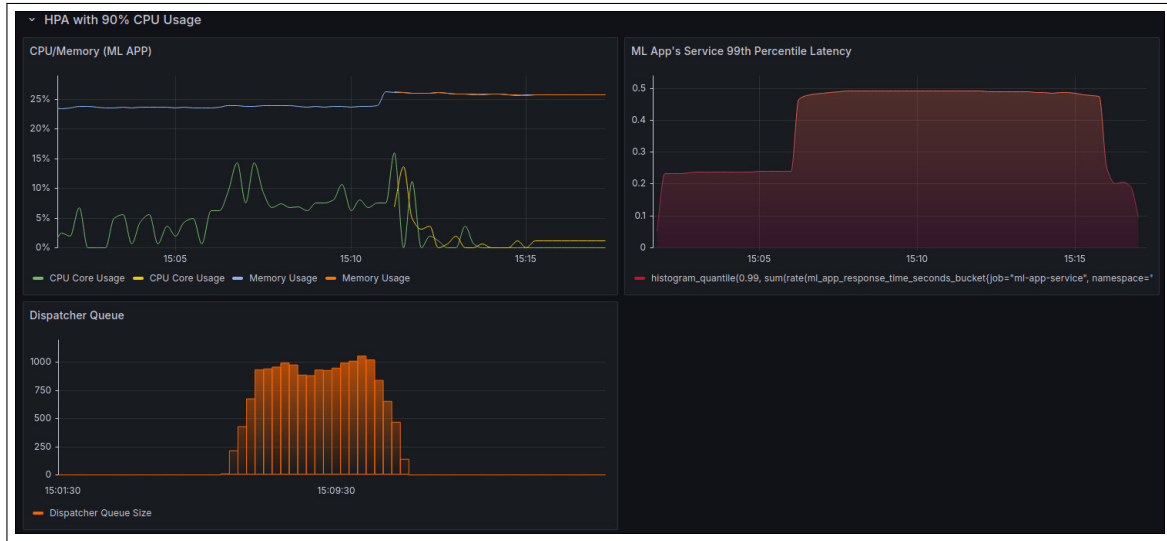 HPA with 90% CPU Usage
CPU/Memory (ML APP)
25%
20%
15%
10%
5%
0%
15:05 15:10 15:15
CPU Core Usage CPU Core Usage Memory Usage Memory Usage
ML App's Service 99th Percentile Latency
0.5
0.4
0.3
0.2
0.1
0
15:05 15:10 15:15
histogram_quantile(0.99, sum(rate(ml_app_response_time_seconds_bucket{job="ml-app-service", namespace="
Dispatcher Queue
1000
750
500
250
0
15:01:30 15:09:30
Dispatcher Queue Size